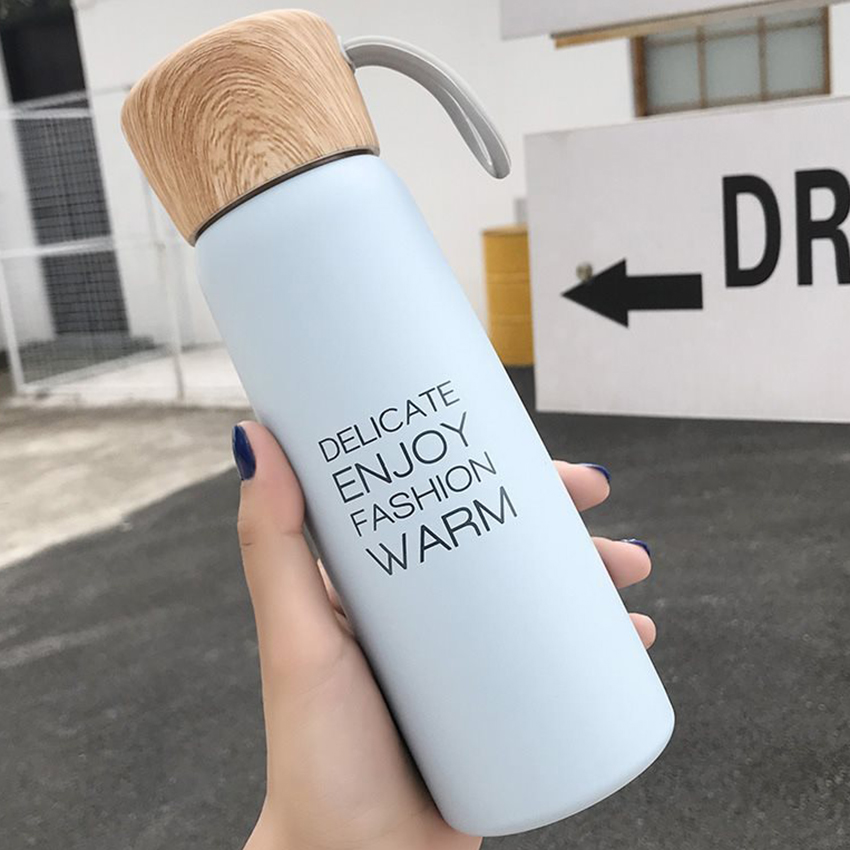 DELICATE
ENJOY
FASHION
WARM
DR